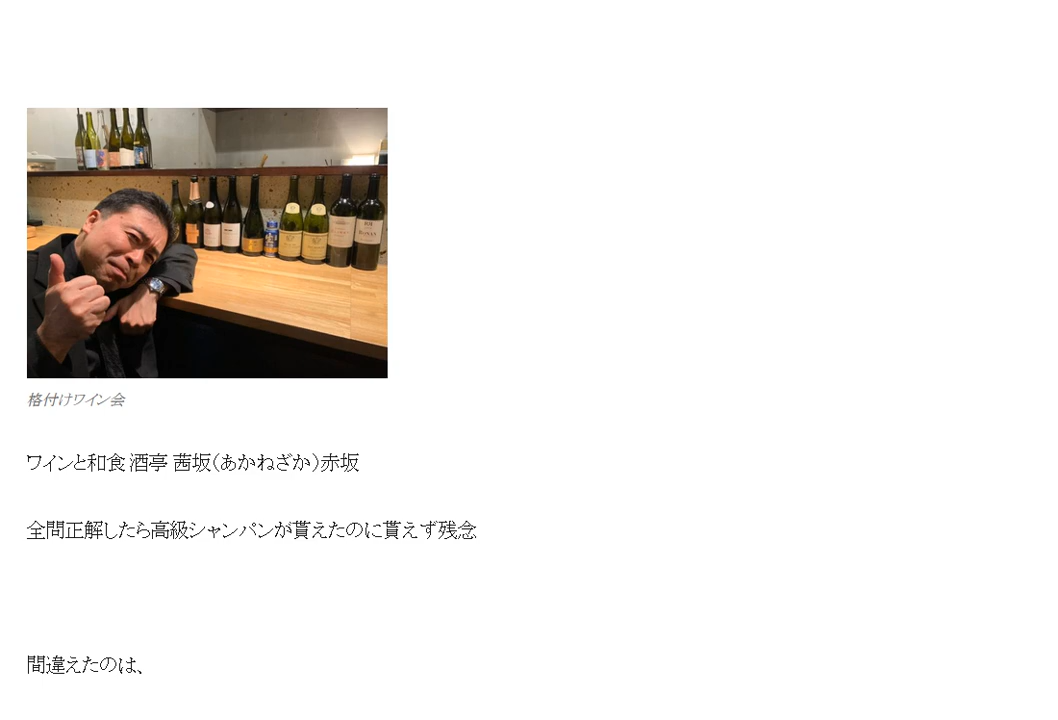 格付けワイン会
ワインと和食 酒亭 茜坂（あかねざか）赤坂
全問正解したら高級シャンパンが貰えたのに貰えず残念
間違えたのは、